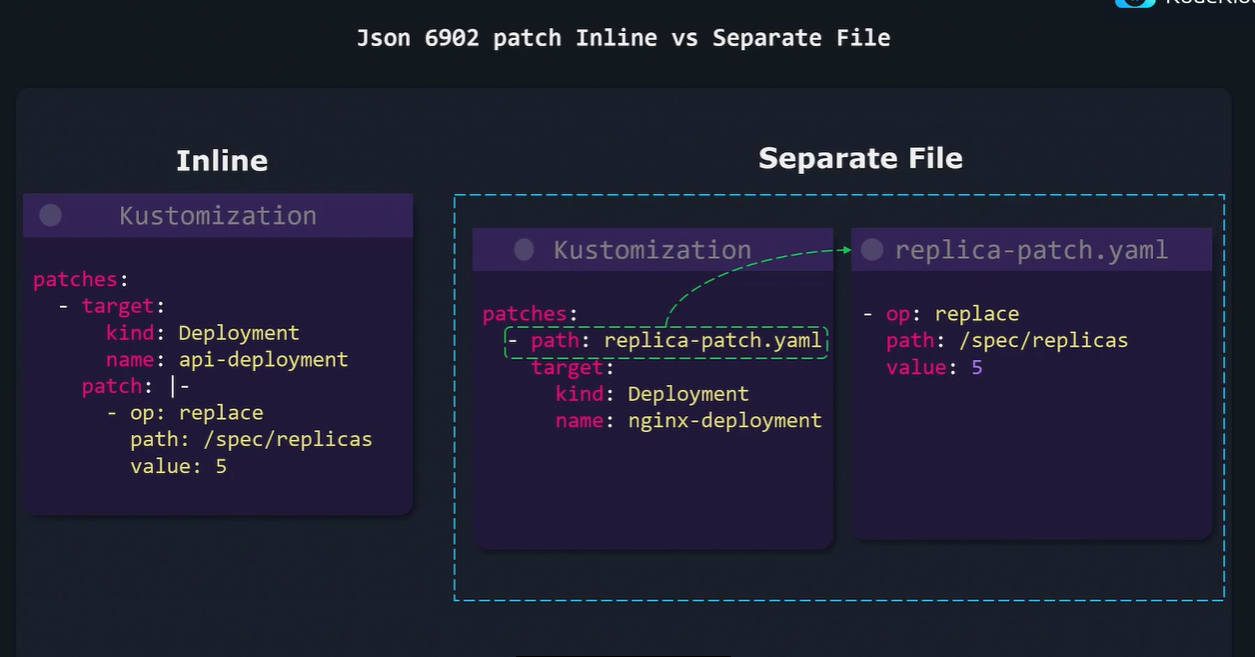 Json 6902 patch Inline vs Separate File
Inline
Kustomization
patches:
  - target:
      kind: Deployment
      name: api-deployment
    patch: |-
      - op: replace
        path: /spec/replicas
        value: 5
Separate File
Kustomization
patches:
  - path: replica-patch.yaml
    target:
      kind: Deployment
      name: nginx-deployment
replica-patch.yaml
- op: replace
  path: /spec/replicas
  value: 5